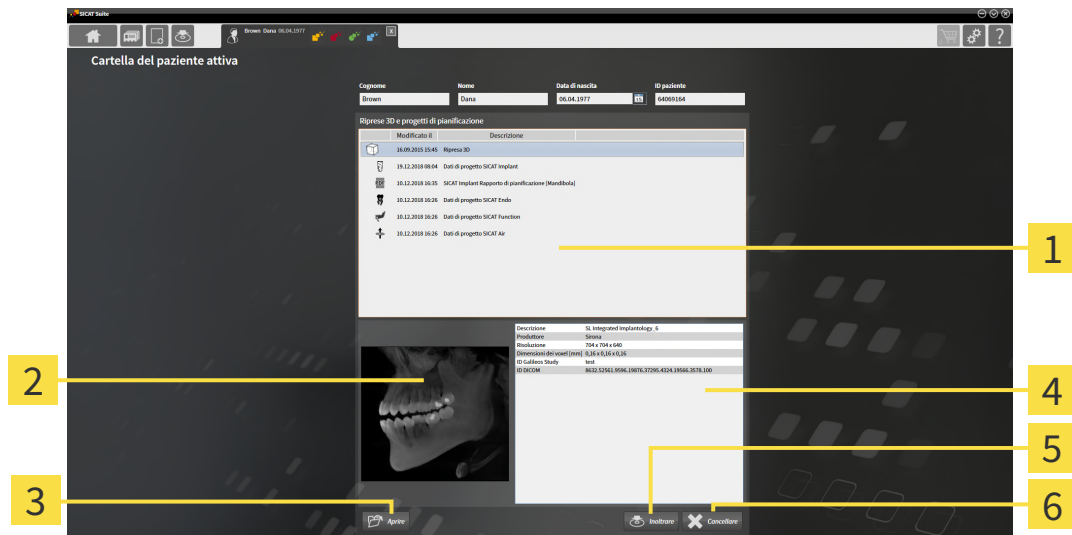 SICAT Suite
Brown Dana 06.04.1977
x
?
Cartella del paziente attiva
Cognome Nome Data di nascita ID paziente
Brown Dana 06.04.1977 15 64069164
Riprese 3D e progetti di pianificazione
Modificato il Descrizione
16.09.2015 15:45 Ripresa 3D
19.12.2018 08:04 Dati di progetto SICAT Implant
10.12.2018 16:35 SICAT Implant Rapporto di pianificazione [Mandibola]
10.12.2018 16:26 Dati di progetto SICAT Endo
10.12.2018 16:26 Dati di progetto SICAT Function
10.12.2018 16:26 Dati di progetto SICAT Air
1
Descrizione SL Integrated Implantology_6
Produttore Sirona
Risoluzione 704 x 704 x 640
Dimensioni dei voxel [mm] 0,16 x 0,16 x 0,16
ID Galileos Study test
ID DICOM 8632.52561.9596.19876.37295.4324.19566.3578.100
2
4
5
3
6
Aprire
Inoltrare
Cancellare